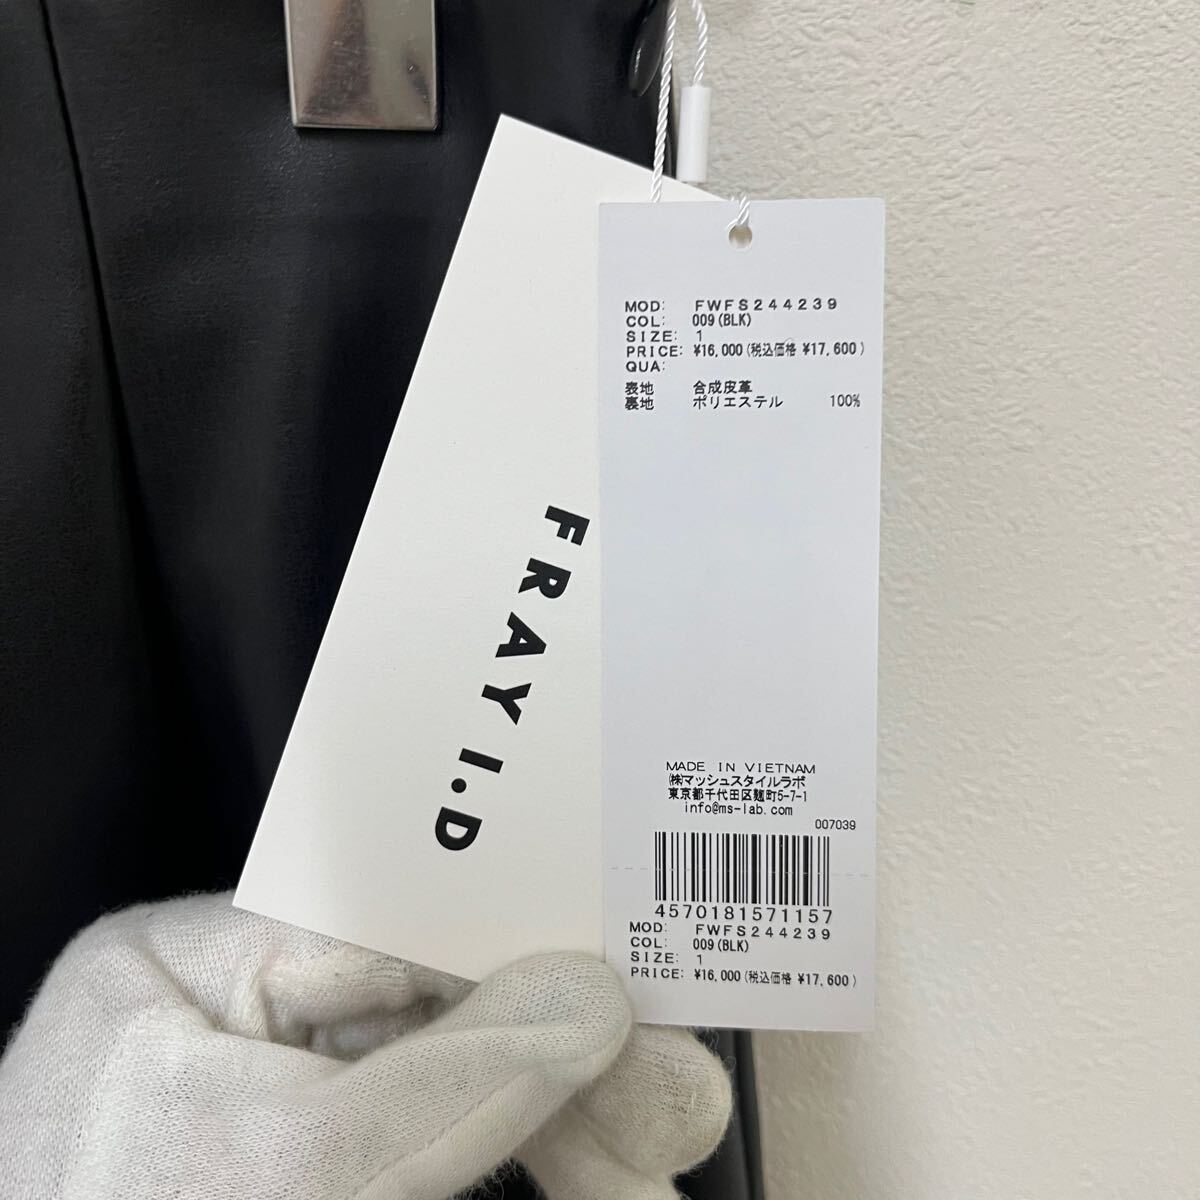 FRAY I.D
MOD: FWFS244239
COL: 009(BLK)
SIZE: 1
PRICE: ¥16,000(税込価格 ¥17,600)
QUA:
表地 合成皮革
裏地 ポリエステル 100%
MADE IN VIETNAM
㈱マッシュスタイルラボ
東京都千代田区麹町5-7-1
info@ms-lab.com
007039
4570181571157
MOD: FWFS244239
COL: 009(BLK)
SIZE: 1
PRICE: ¥16,000(税込価格 ¥17,600)